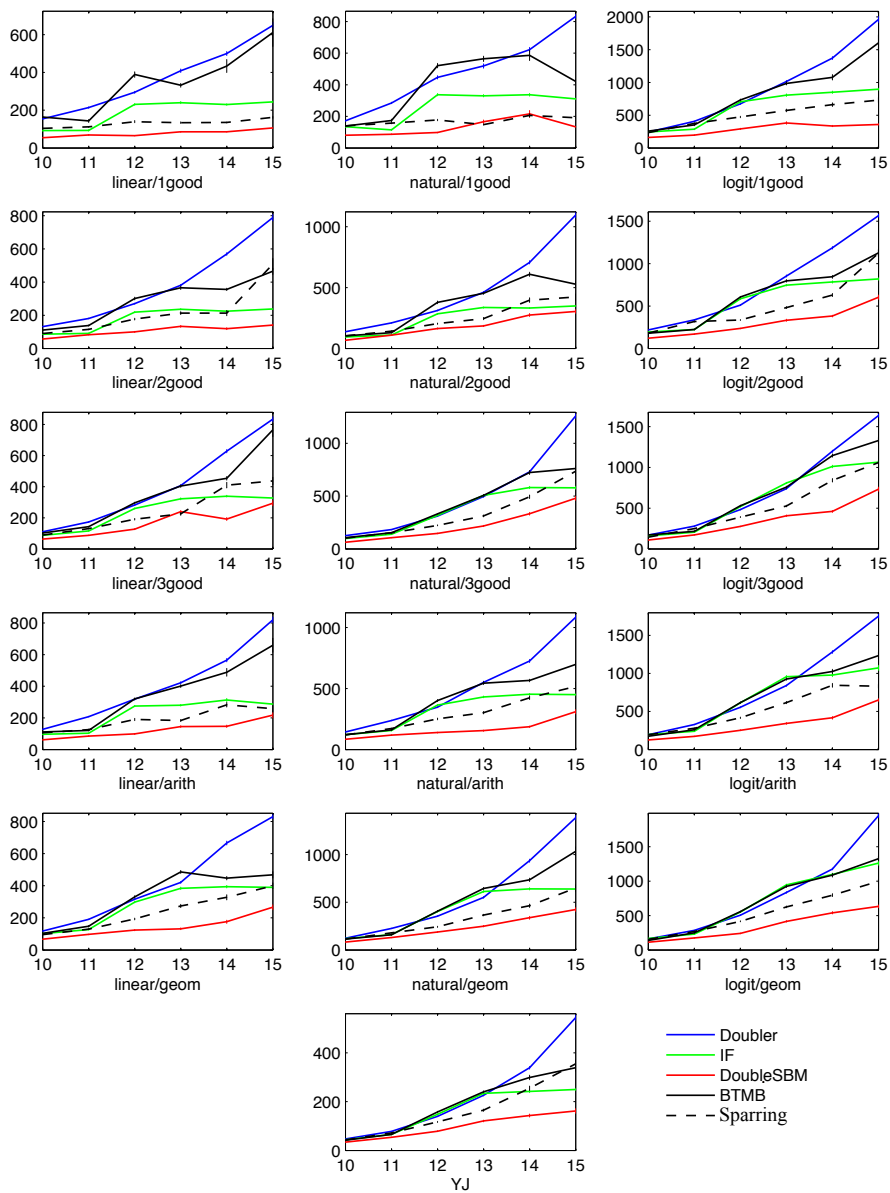 800 600 400 200 0 10 11 12 13 14 15 linear/1good
800 600 400 200 0 10 11 12 13 14 15 natural/1good
2000 1500 1000 500 0 10 11 12 13 14 15 logit/1good
800 600 400 200 0 10 11 12 13 14 15 linear/2good
1000 500 0 10 11 12 13 14 15 natural/2good
1500 1000 500 0 10 11 12 13 14 15 logit/2good
800 600 400 200 0 10 11 12 13 14 15 linear/3good
1000 500 0 10 11 12 13 14 15 natural/3good
1500 1000 500 0 10 11 12 13 14 15 logit/3good
800 600 400 200 0 10 11 12 13 14 15 linear/arith
1000 500 0 10 11 12 13 14 15 natural/arith
1500 1000 500 0 10 11 12 13 14 15 logit/arith
800 600 400 200 0 10 11 12 13 14 15 linear/geom
1000 500 0 10 11 12 13 14 15 natural/geom
1500 1000 500 0 10 11 12 13 14 15 logit/geom
400 200 0 10 11 12 13 14 15 YJ
Doubler
IF
DoubleSBM
BTMB
Sparring